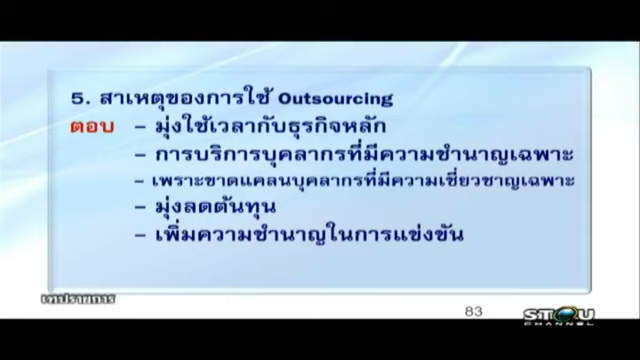 5. สาเหตุของการใช้ Outsourcing
ตอบ - มุ่งใช้เวลากับธุรกิจหลัก
- การบริการบุคลากรที่มีความชำนาญเฉพาะ
- เพราะขาดแคลนบุคลากรที่มีความเชี่ยวชาญเฉพาะ
- มุ่งลดต้นทุน
- เพิ่มความชำนาญในการแข่งขัน
เทปรายการ
83
STOU
CHANNEL